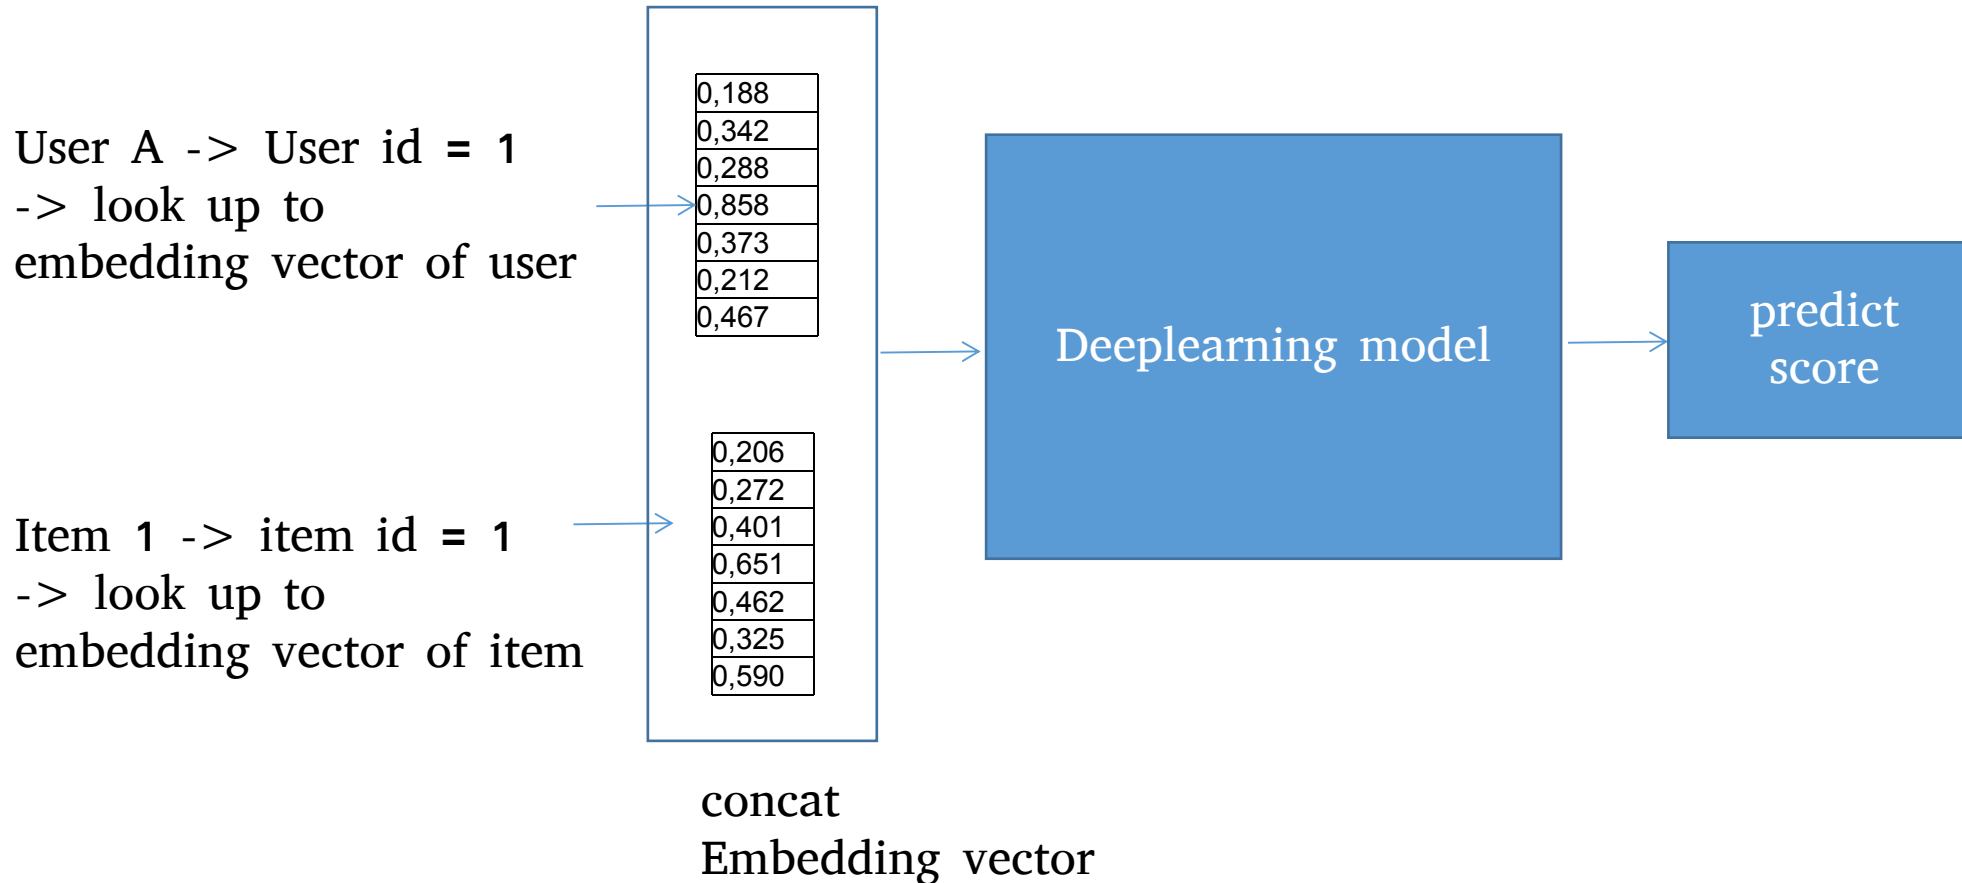 User A -> User id = 1
-> look up to
embedding vector of user
0,188
0,342
0,288
0,858
0,373
0,212
0,467
Item 1 -> item id = 1
-> look up to
embedding vector of item
0,206
0,272
0,401
0,651
0,462
0,325
0,590
concat
Embedding vector
Deeplearning model
predict
score